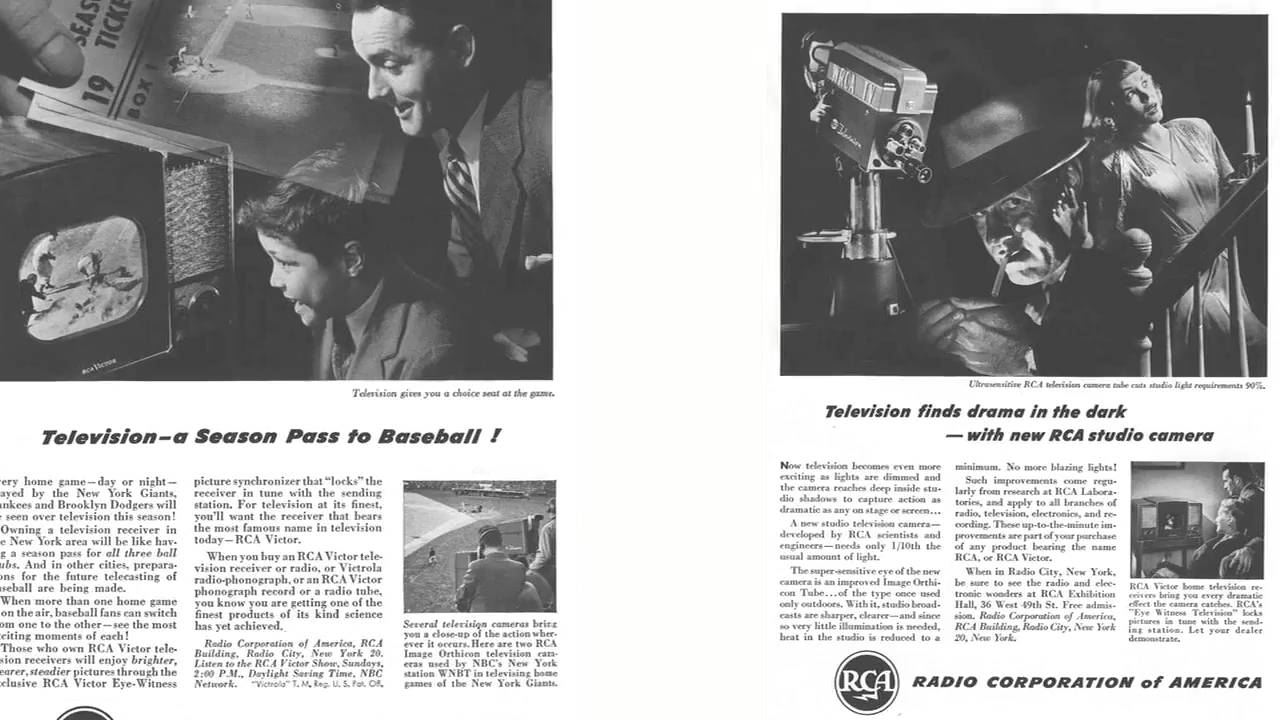 SEAS
TICKE
19
BOX 1
RCA VICTOR
Television gives you a choice seat at the game.
Television—a Season Pass to Baseball !
very home game—day or night—
ayed by the New York Giants,
ankees and Brooklyn Dodgers will
e seen over television this season!
Owning a television receiver in
e New York area will be like hav-
g a season pass for all three ball
ubs. And in other cities, prepara-
ons for the future telecasting of
seball are being made.
When more than one home game
on the air, baseball fans can switch
om one to the other—see the most
citing moments of each!
Those who own RCA Victor tele-
sion receivers will enjoy brighter,
earer, steadier pictures through the
clusive RCA Victor Eye-Witness
picture synchronizer that "locks" the
receiver in tune with the sending
station. For television at its finest,
you'll want the receiver that bears
the most famous name in television
today—RCA Victor.
When you buy an RCA Victor tele-
vision receiver or radio, or Victrola
radio-phonograph, or an RCA Victor
phonograph record or a radio tube,
you know you are getting one of the
finest products of its kind science
has yet achieved.
Radio Corporation of America, RCA
Building, Radio City, New York 20.
Listen to the RCA Victor Show, Sundays,
2:00 P.M., Daylight Saving Time, NBC
Network. "Victrola" T. M. Reg. U. S. Pat. Off.
Several television cameras bring
you a close-up of the action wher-
ever it occurs. Here are two RCA
Image Orthicon television cam-
eras used by NBC's New York
station WNBT in televising home
games of the New York Giants.
WRCA TV
RCA
Television
Ultrasensitive RCA television camera tube cuts studio light requirements 90%.
Television finds drama in the dark
—with new RCA studio camera
Now television becomes even more
exciting as lights are dimmed and
the camera reaches deep inside stu-
dio shadows to capture action as
dramatic as any on stage or screen...
A new studio television camera—
developed by RCA scientists and
engineers—needs only 1/10th the
usual amount of light.
The super-sensitive eye of the new
camera is an improved Image Orthi-
con Tube...of the type once used
only outdoors. With it, studio broad-
casts are sharper, clearer—and since
so very little illumination is needed,
heat in the studio is reduced to a
minimum. No more blazing lights!
Such improvements come regu-
larly from research at RCA Labora-
tories, and apply to all branches of
radio, television, electronics, and re-
cording. These up-to-the-minute im-
provements are part of your purchase
of any product bearing the name
RCA, or RCA Victor.
When in Radio City, New York,
be sure to see the radio and elec-
tronic wonders at RCA Exhibition
Hall, 36 West 49th St. Free admis-
sion. Radio Corporation of America,
RCA Building, Radio City, New York
20, New York.
RCA Victor home television re-
ceivers bring you every dramatic
effect the camera catches. RCA's
"Eye Witness Television" locks
pictures in tune with the send-
ing station. Let your dealer
demonstrate.
RCA
RADIO CORPORATION of AMERICA